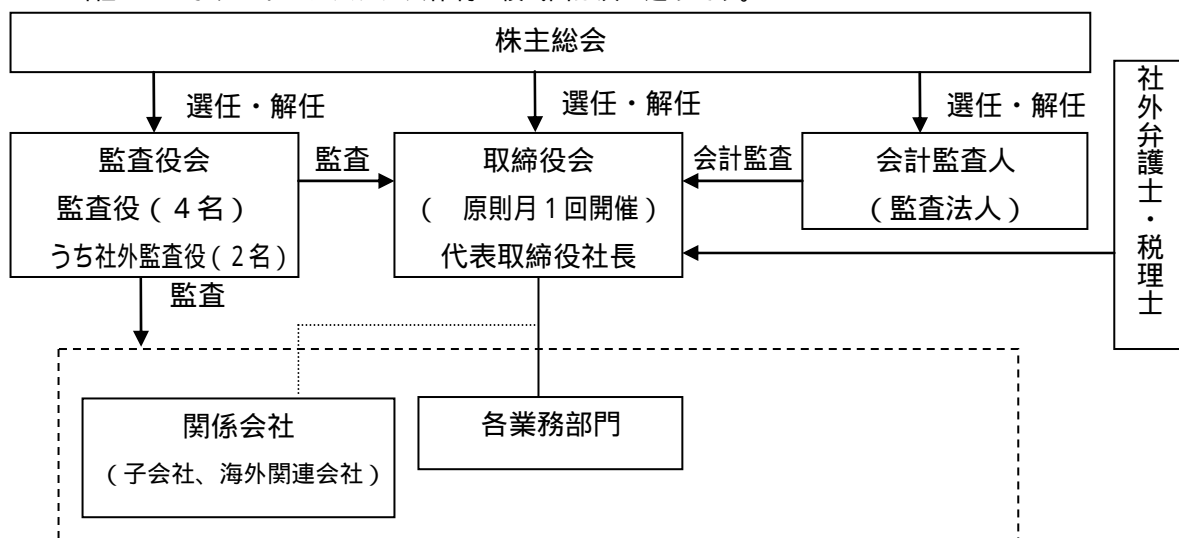 株主総会
選任・解任
選任・解任
選任・解任
社外弁護士・税理士
監査役会
監査役(4名)
うち社外監査役(2名)
監査
取締役会
( 原則月1回開催)
代表取締役社長
会計監査
会計監査人
(監査法人)
監査
関係会社
(子会社、海外関連会社)
各業務部門